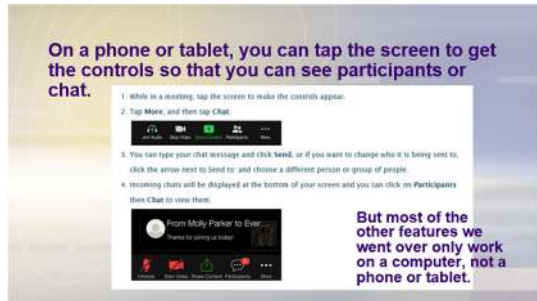 On a phone or tablet, you can tap the screen to get
the controls so that you can see participants or
chat.
1. While in a meeting, tap the screen to make the controls appear.
2. Tap More, and then tap Chat.
Join Audio Stop Video Share Content Participants More
3. You can type your chat message and click Send, or if you want to change who it is being sent to,
click the arrow next to Send to: and choose a different person or group of people.
4. Incoming chats will be displayed at the bottom of your screen and you can click on Participants
then Chat to view them.
From Molly Parker to Ever...
Thanks for joining us today!
Unmute Start Video Share Content Participants More
But most of the
other features we
went over only work
on a computer, not a
phone or tablet.